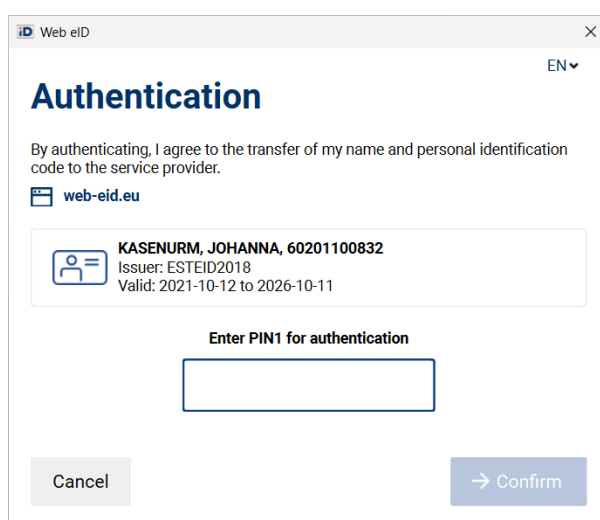 iD Web eID
EN
Authentication
By authenticating, I agree to the transfer of my name and personal identification
code to the service provider.
web-eid.eu
KASENURM, JOHANNA, 60201100832
Issuer: ESTEID2018
Valid: 2021-10-12 to 2026-10-11
Enter PIN1 for authentication
Cancel
→ Confirm